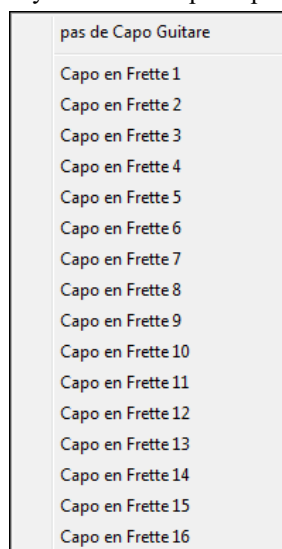 pas de Capo Guitare
Capo en Frette 1
Capo en Frette 2
Capo en Frette 3
Capo en Frette 4
Capo en Frette 5
Capo en Frette 6
Capo en Frette 7
Capo en Frette 8
Capo en Frette 9
Capo en Frette 10
Capo en Frette 11
Capo en Frette 12
Capo en Frette 13
Capo en Frette 14
Capo en Frette 15
Capo en Frette 16